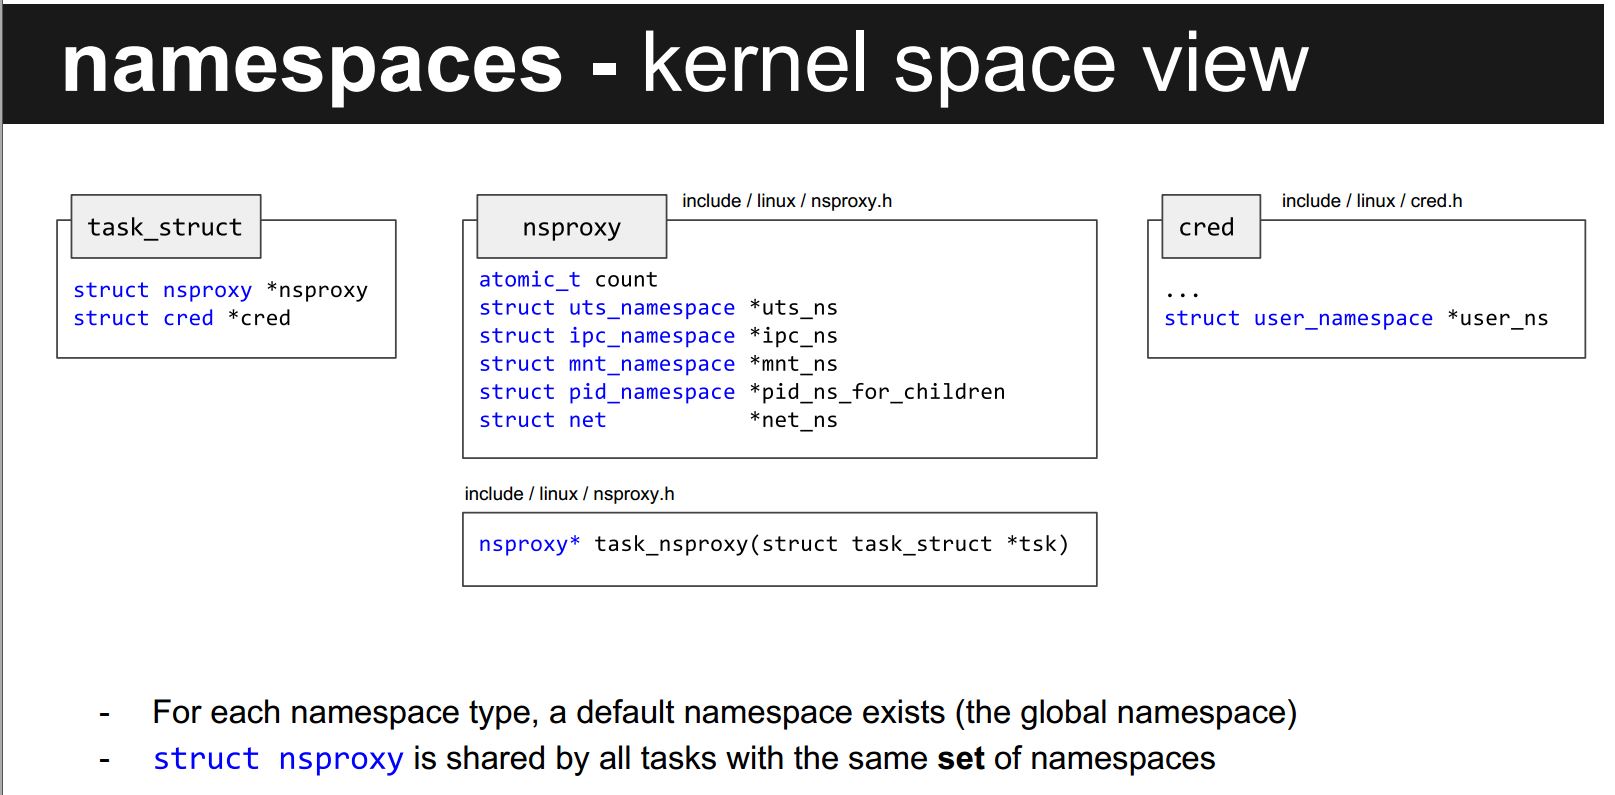 namespaces - kernel space view
task_struct
struct nsproxy *nsproxy
struct cred *cred
nsproxy
include / linux / nsproxy.h
atomic_t count
struct uts_namespace *uts_ns
struct ipc_namespace *ipc_ns
struct mnt_namespace *mnt_ns
struct pid_namespace *pid_ns_for_children
struct net *net_ns
include / linux / nsproxy.h
nsproxy* task_nsproxy(struct task_struct *tsk)
cred
include / linux / cred.h
...
struct user_namespace *user_ns
- For each namespace type, a default namespace exists (the global namespace)
- struct nsproxy is shared by all tasks with the same set of namespaces